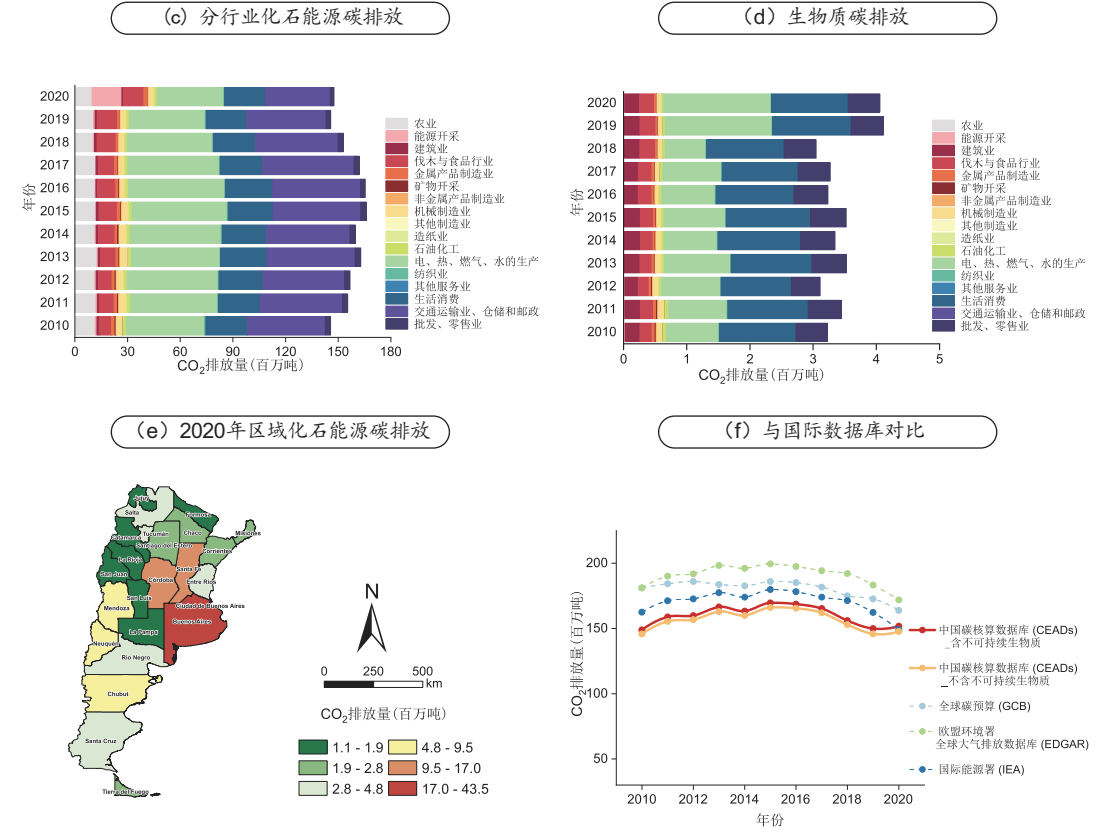 (c) 分行业化石能源碳排放
年份
2020
2019
2018
2017
2016
2015
2014
2013
2012
2011
2010
0 30 60 90 120 150 180
CO2排放量(百万吨)
农业
能源开采
建筑业
伐木与食品行业
金属产品制造业
矿物开采
非金属产品制造业
机械制造业
其他制造业
造纸业
石油化工
电、热、燃气、水的生产
纺织业
其他服务业
生活消费
交通运输业、仓储和邮政
批发、零售业
(d) 生物质碳排放
年份
2020
2019
2018
2017
2016
2015
2014
2013
2012
2011
2010
0 1 2 3 4 5
CO2排放量(百万吨)
农业
能源开采
建筑业
伐木与食品行业
金属产品制造业
矿物开采
非金属产品制造业
机械制造业
其他制造业
造纸业
石油化工
电、热、燃气、水的生产
纺织业
其他服务业
生活消费
交通运输业、仓储和邮政
批发、零售业
(e) 2020年区域化石能源碳排放
Jujuy
Salta
Formosa
Catamarca
Tucumán
Chaco
Misiones
Santiago del Estero
Corrientes
La Rioja
Santa Fe
San Juan
Córdoba
Entre Rios
San Luis
Mendoza
Ciudad de Buenos Aires
Buenos Aires
La Pampa
Neuquén
Rio Negro
Chubut
Santa Cruz
Tierra del Fuego
N
0 250 500
km
CO2排放量(百万吨)
1.1 - 1.9 4.8 - 9.5
1.9 - 2.8 9.5 - 17.0
2.8 - 4.8 17.0 - 43.5
(f) 与国际数据库对比
CO2排放量(百万吨)
200
150
100
50
2010 2012 2014 2016 2018 2020
年份
中国碳核算数据库 (CEADs)
_含不可持续生物质
中国碳核算数据库 (CEADs)
_不含不可持续生物质
全球碳预算 (GCB)
欧盟环境署
全球大气排放数据库 (EDGAR)
国际能源署 (IEA)